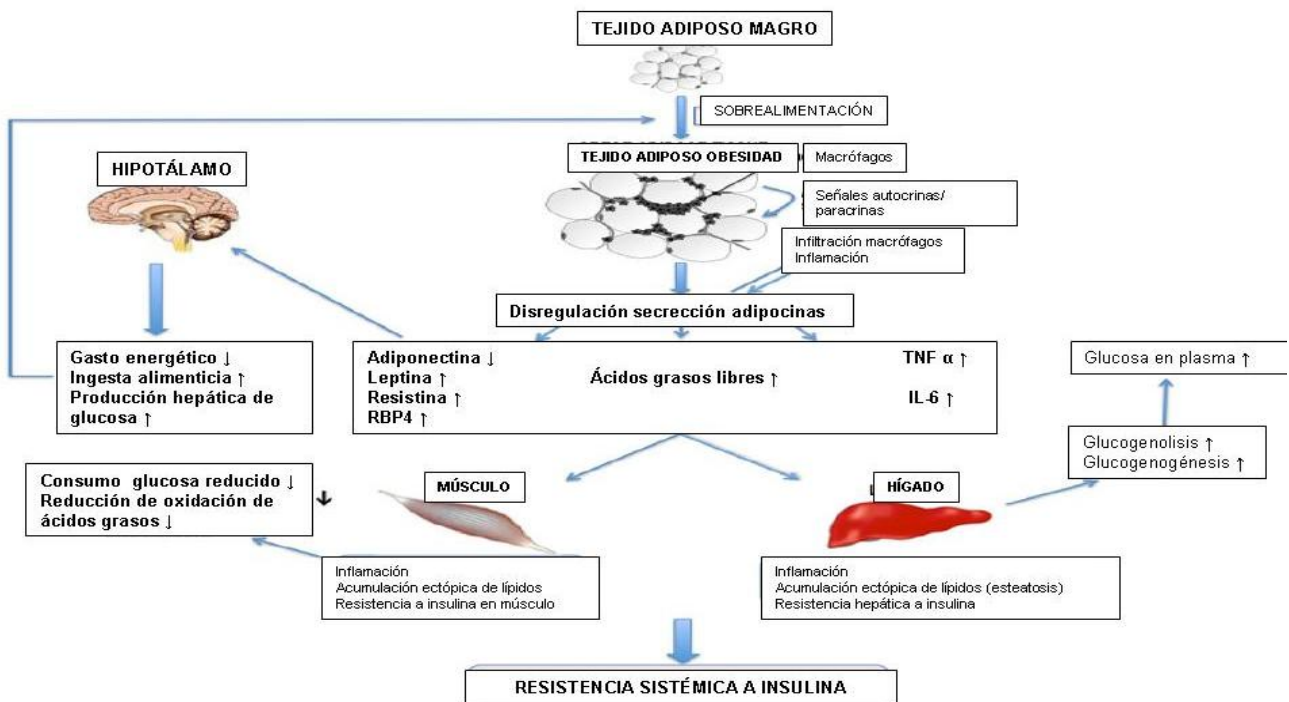 TEJIDO ADIPOSO MAGRO
SOBREALIMENTACIÓN
TEJIDO ADIPOSO OBESIDAD
Macrófagos
HIPOTÁLAMO
Señales autocrinas/
paracrinas
Infiltración macrófagos
Inflamación
Disregulación secrección adipocinas
Gasto energético ↓
Ingesta alimenticia ↑
Producción hepática de
glucosa ↑
Adiponectina ↓
Leptina ↑
Resistina ↑
RBP4 ↑
Ácidos grasos libres ↑
TNF α ↑
IL-6 ↑
Glucosa en plasma ↑
Glucogenolisis ↑
Glucogenogénesis ↑
Consumo glucosa reducido ↓
Reducción de oxidación de
ácidos grasos ↓
MÚSCULO
HÍGADO
Inflamación
Acumulación ectópica de lípidos
Resistencia a insulina en músculo
Inflamación
Acumulación ectópica de lípidos (esteatosis)
Resistencia hepática a insulina
RESISTENCIA SISTÉMICA A INSULINA